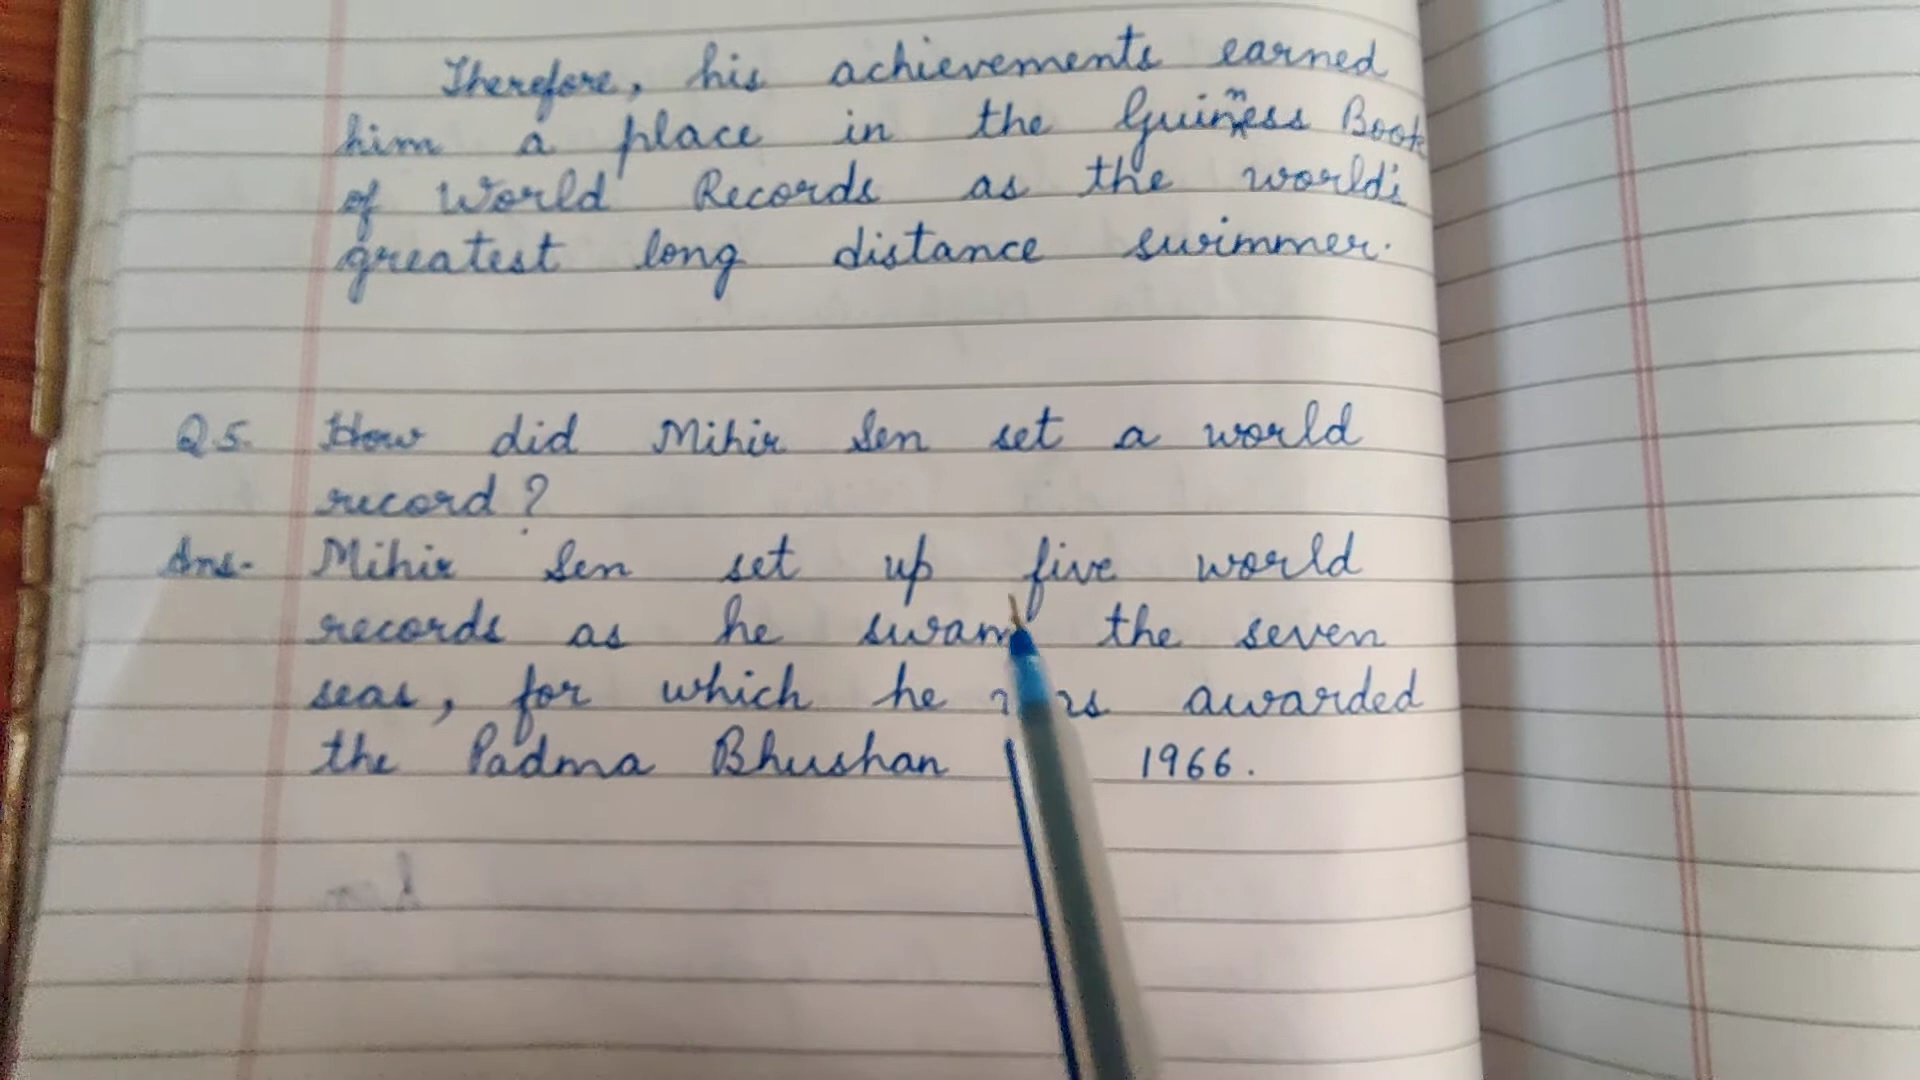 Therefore, his achievements earned
him a place in the Guinness Book
of World Records as the world's
greatest long distance swimmer.
Q5. How did Mihir Sen set a world
record?
Ans. Mihir Sen set up five world
records as he swam the seven
seas, for which he awarded
the Padma Bhushan 1966.